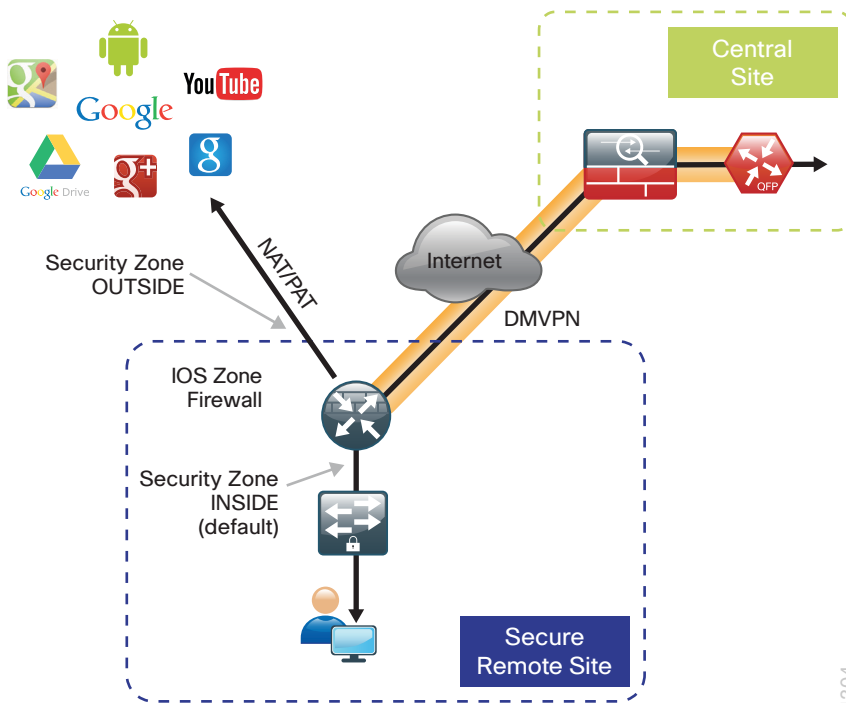 Central
Site
YouTube
Google
g
Google Drive
g+
g
QFP
NAT/PAT
Internet
Security Zone
OUTSIDE
DMVPN
IOS Zone
Firewall
Security Zone
INSIDE
(default)
Secure
Remote Site